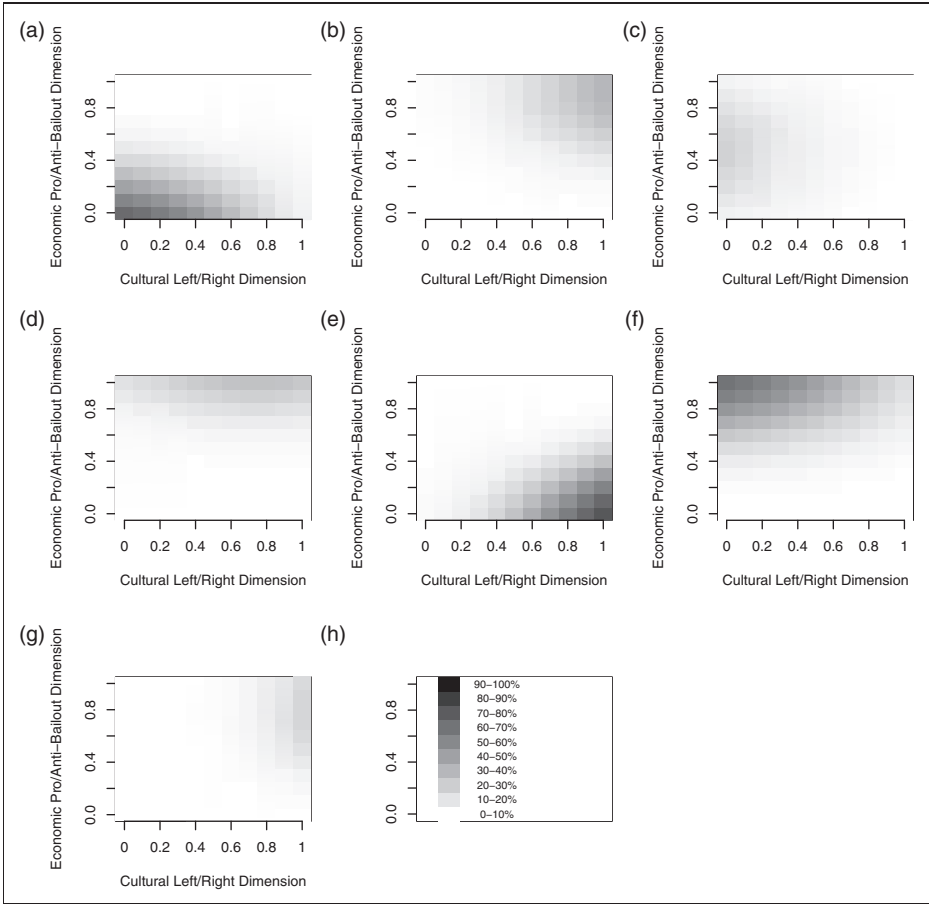 (a)
Economic Pro/Anti−Bailout Dimension
0.8
0.4
0.0
0 0.2 0.4 0.6 0.8 1
Cultural Left/Right Dimension
(b)
Economic Pro/Anti−Bailout Dimension
0.8
0.4
0.0
0 0.2 0.4 0.6 0.8 1
Cultural Left/Right Dimension
(c)
Economic Pro/Anti−Bailout Dimension
0.8
0.4
0.0
0 0.2 0.4 0.6 0.8 1
Cultural Left/Right Dimension
(d)
Economic Pro/Anti−Bailout Dimension
0.8
0.4
0.0
0 0.2 0.4 0.6 0.8 1
Cultural Left/Right Dimension
(e)
Economic Pro/Anti−Bailout Dimension
0.8
0.4
0.0
0 0.2 0.4 0.6 0.8 1
Cultural Left/Right Dimension
(f)
Economic Pro/Anti−Bailout Dimension
0.8
0.4
0.0
0 0.2 0.4 0.6 0.8 1
Cultural Left/Right Dimension
(g)
Economic Pro/Anti−Bailout Dimension
0.8
0.4
0.0
0 0.2 0.4 0.6 0.8 1
Cultural Left/Right Dimension
(h)
0.8
0.4
0.0
90−100%
80−90%
70−80%
60−70%
50−60%
40−50%
30−40%
20−30%
10−20%
0−10%